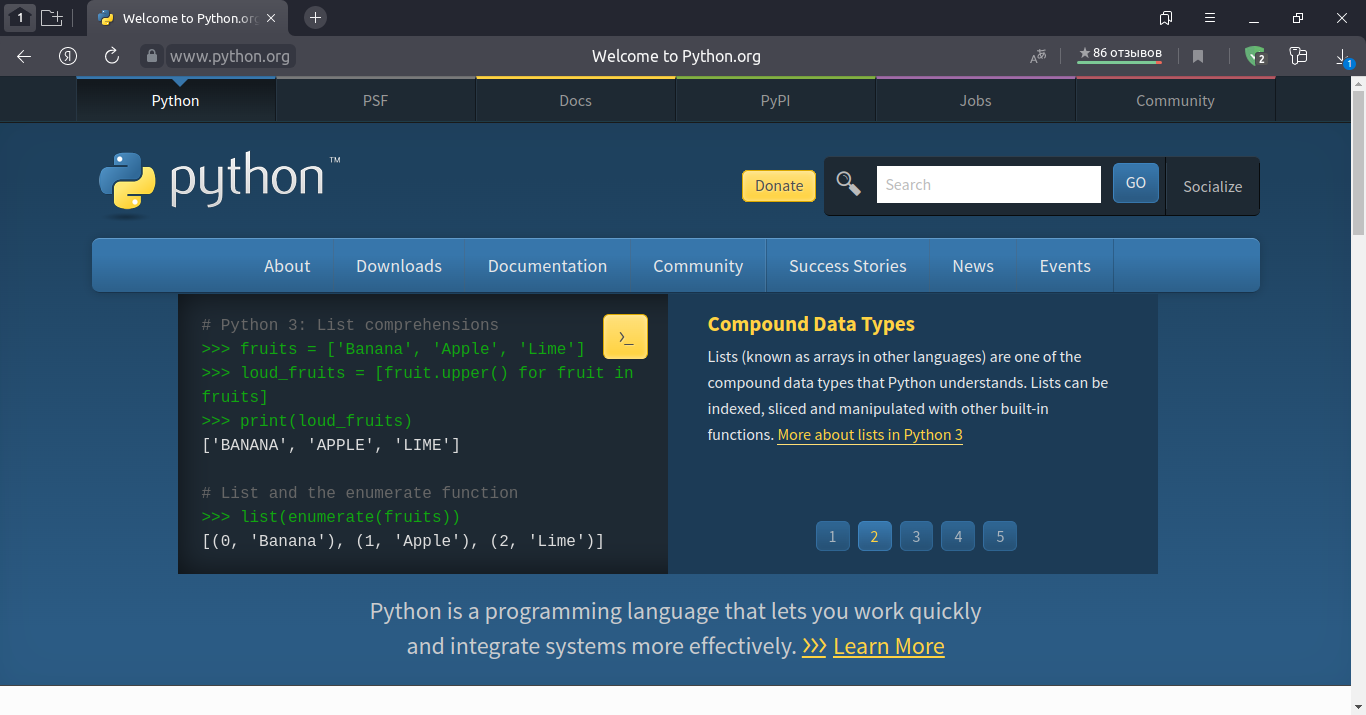 1
Welcome to Python.org
www.python.org
Welcome to Python.org
86 отзывов
2
1
Python
PSF
Docs
PyPI
Jobs
Community
python™
Donate
Search
GO
Socialize
About
Downloads
Documentation
Community
Success Stories
News
Events
# Python 3: List comprehensions
>>> fruits = ['Banana', 'Apple', 'Lime']
>>> loud_fruits = [fruit.upper() for fruit in
fruits]
>>> print(loud_fruits)
['BANANA', 'APPLE', 'LIME']
# List and the enumerate function
>>> list(enumerate(fruits))
[(0, 'Banana'), (1, 'Apple'), (2, 'Lime')]
>_
Compound Data Types
Lists (known as arrays in other languages) are one of the
compound data types that Python understands. Lists can be
indexed, sliced and manipulated with other built-in
functions. More about lists in Python 3
1
2
3
4
5
Python is a programming language that lets you work quickly
and integrate systems more effectively. >>> Learn More